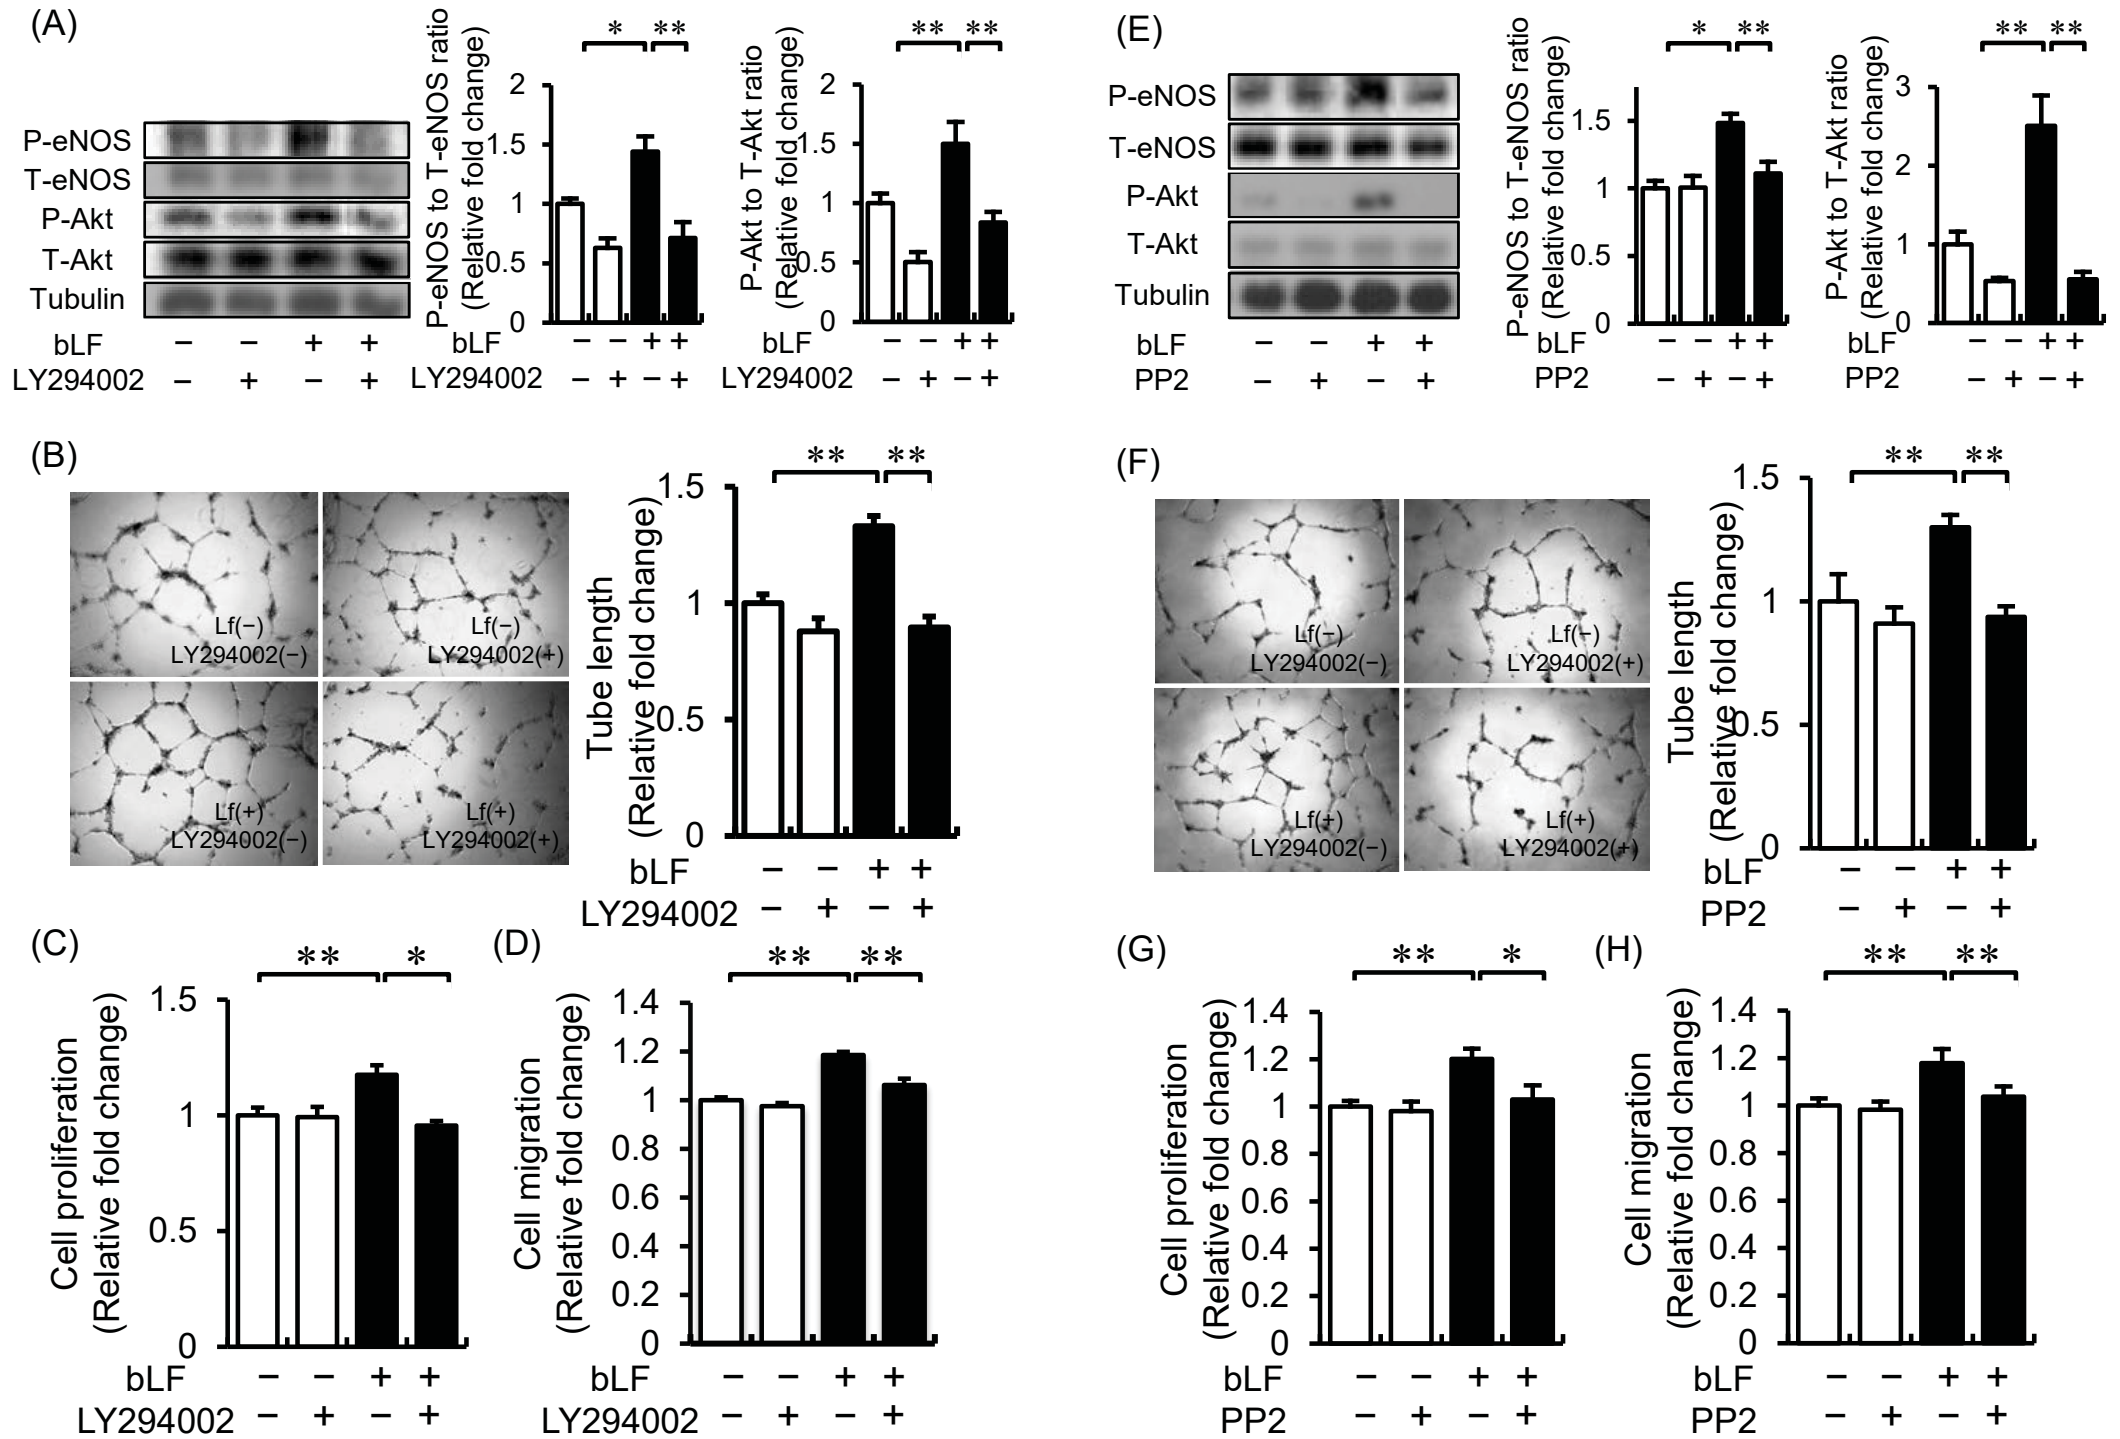 (A)
P-eNOS
T-eNOS
P-Akt
T-Akt
Tubulin
bLF − − + +
LY294002 − + − +
P-eNOS to T-eNOS ratio
(Relative fold change)
* **
2
1.5
1
0.5
0
bLF − − + +
LY294002 − + − +
P-Akt to T-Akt ratio
(Relative fold change)
** **
2
1.5
1
0.5
0
bLF − − + +
LY294002 − + − +
(B)
Lf(−)
LY294002(−)
Lf(−)
LY294002(+)
Lf(+)
LY294002(−)
Lf(+)
LY294002(+)
Tube length
(Relative fold change)
** **
1.5
1
0.5
0
bLF − − + +
LY294002 − + − +
(C)
Cell proliferation
(Relative fold change)
** *
1.5
1
0.5
0
bLF − − + +
LY294002 − + − +
(D)
Cell migration
(Relative fold change)
** **
1.4
1.2
1
0.8
0.6
0.4
0.2
0
bLF − − + +
LY294002 − + − +
(E)
P-eNOS
T-eNOS
P-Akt
T-Akt
Tubulin
bLF − − + +
PP2 − + − +
P-eNOS to T-eNOS ratio
(Relative fold change)
* **
1.5
1
0.5
0
bLF − − + +
PP2 − + − +
P-Akt to T-Akt ratio
(Relative fold change)
** **
3
2
1
0
bLF − − + +
PP2 − + − +
(F)
Lf(−)
LY294002(−)
Lf(−)
LY294002(+)
Lf(+)
LY294002(−)
Lf(+)
LY294002(+)
Tube length
(Relative fold change)
** **
1.5
1
0.5
0
bLF − − + +
PP2 − + − +
(G)
Cell proliferation
(Relative fold change)
** *
1.4
1.2
1
0.8
0.6
0.4
0.2
0
bLF − − + +
PP2 − + − +
(H)
Cell migration
(Relative fold change)
** **
1.4
1.2
1
0.8
0.6
0.4
0.2
0
bLF − − + +
PP2 − + − +